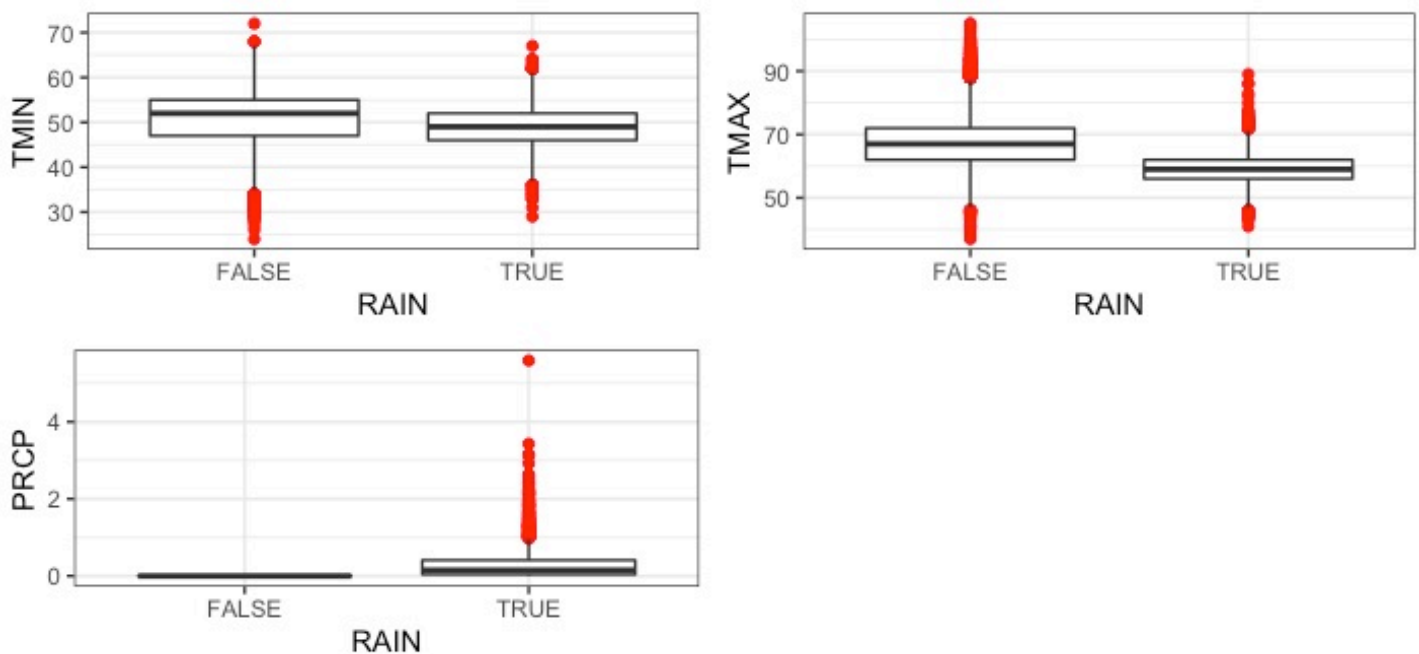 TMIN
70
60
50
40
30
FALSE
TRUE
RAIN
TMAX
90
70
50
FALSE
TRUE
RAIN
PRCP
4
2
0
FALSE
TRUE
RAIN